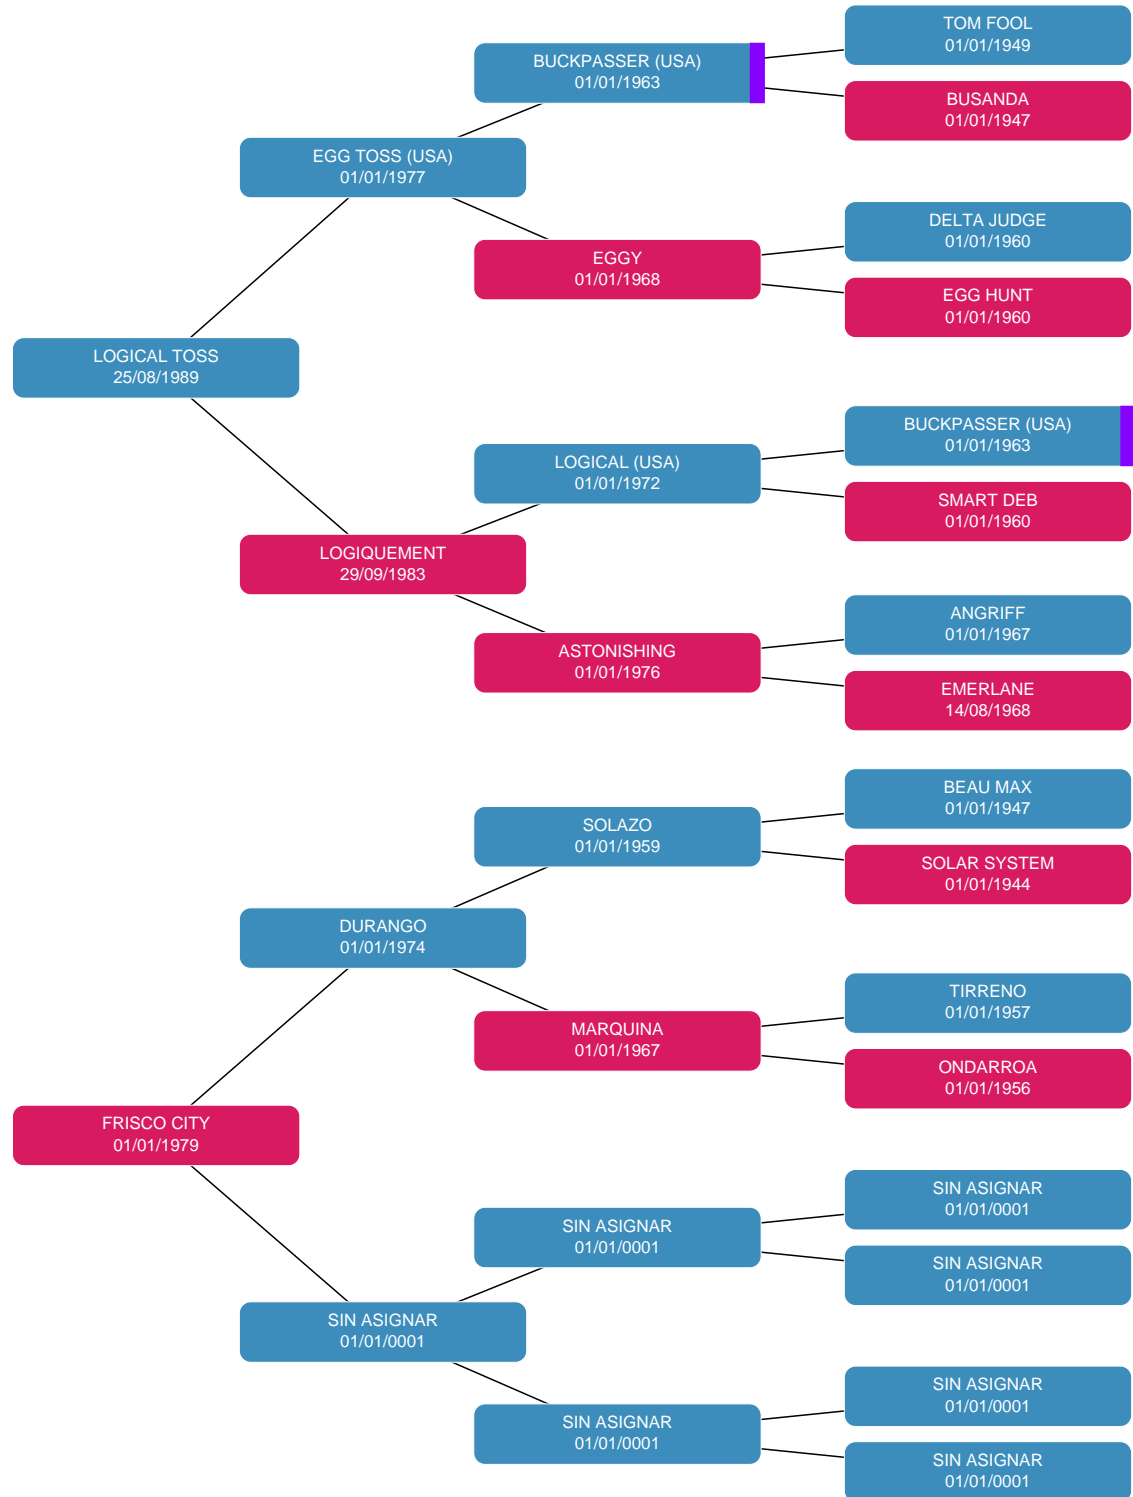 TOM FOOL
01/01/1949
BUCKPASSER (USA)
01/01/1963
BUSANDA
01/01/1947
EGG TOSS (USA)
01/01/1977
DELTA JUDGE
01/01/1960
EGGY
01/01/1968
EGG HUNT
01/01/1960
LOGICAL TOSS
25/08/1989
BUCKPASSER (USA)
01/01/1963
LOGICAL (USA)
01/01/1972
SMART DEB
01/01/1960
LOGIQUEMENT
29/09/1983
ANGRIFF
01/01/1967
ASTONISHING
01/01/1976
EMERLANE
14/08/1968
BEAU MAX
01/01/1947
SOLAZO
01/01/1959
SOLAR SYSTEM
01/01/1944
DURANGO
01/01/1974
TIRRENO
01/01/1957
MARQUINA
01/01/1967
ONDARROA
01/01/1956
FRISCO CITY
01/01/1979
SIN ASIGNAR
01/01/0001
SIN ASIGNAR
01/01/0001
SIN ASIGNAR
01/01/0001
SIN ASIGNAR
01/01/0001
SIN ASIGNAR
01/01/0001
SIN ASIGNAR
01/01/0001
SIN ASIGNAR
01/01/0001